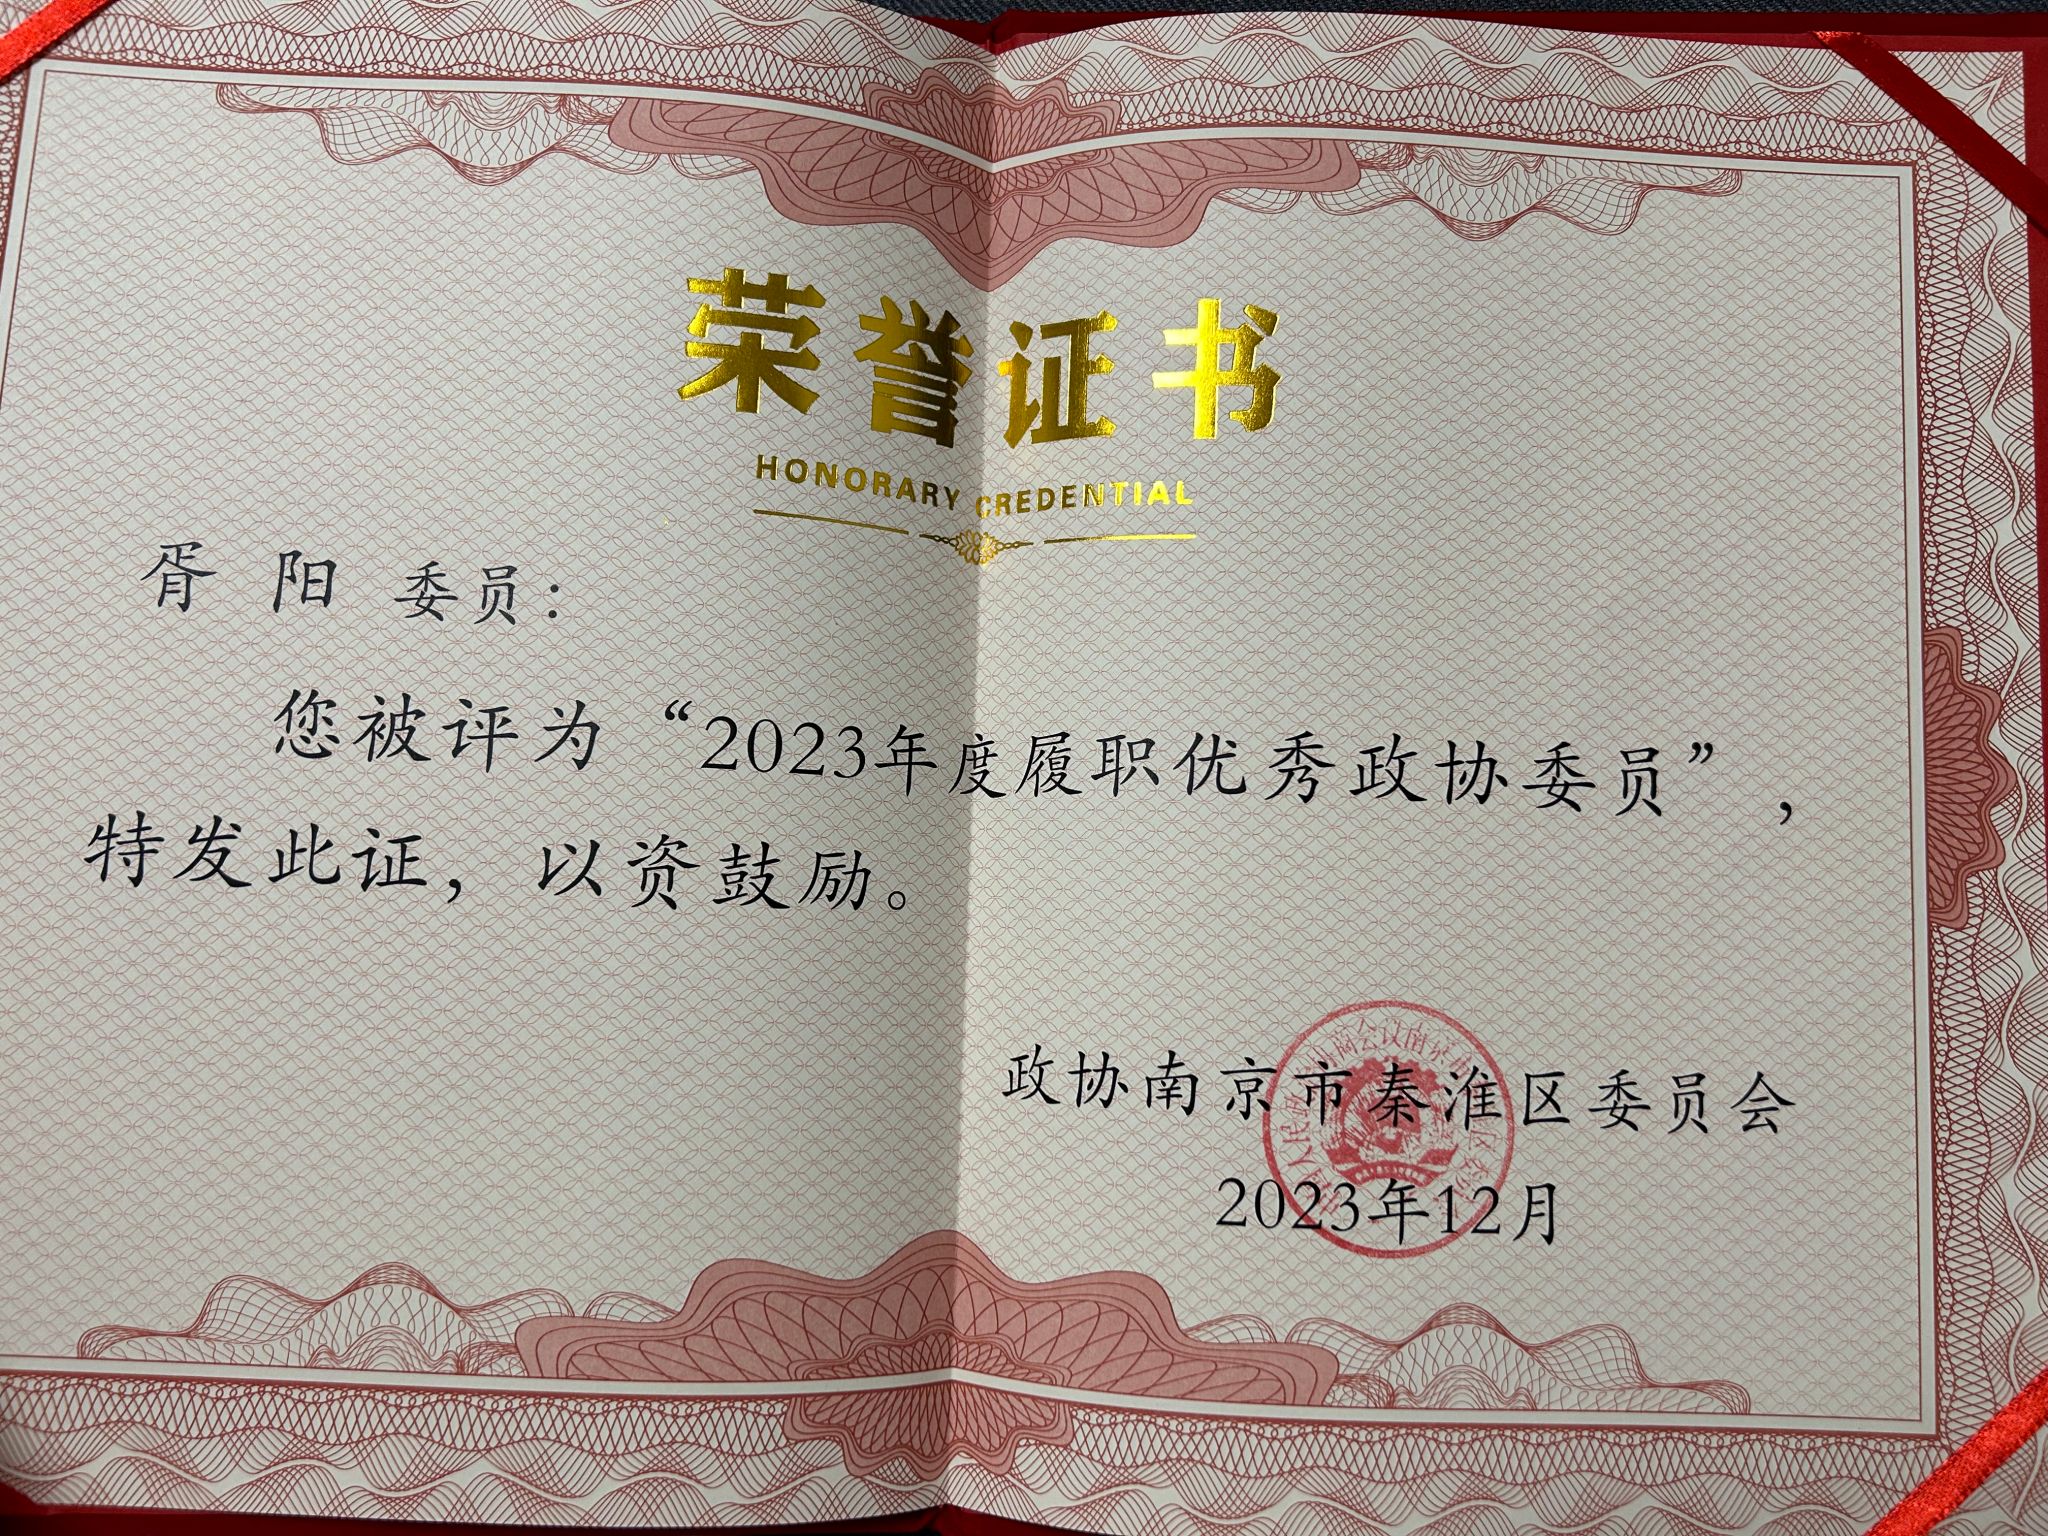 荣誉证书
HONORARY CREDENTIAL
胥 阳 委员：
您被评为“2023年度履职优秀政协委员”，
特发此证，以资鼓励。
政协南京市秦淮区委员会
2023年12月